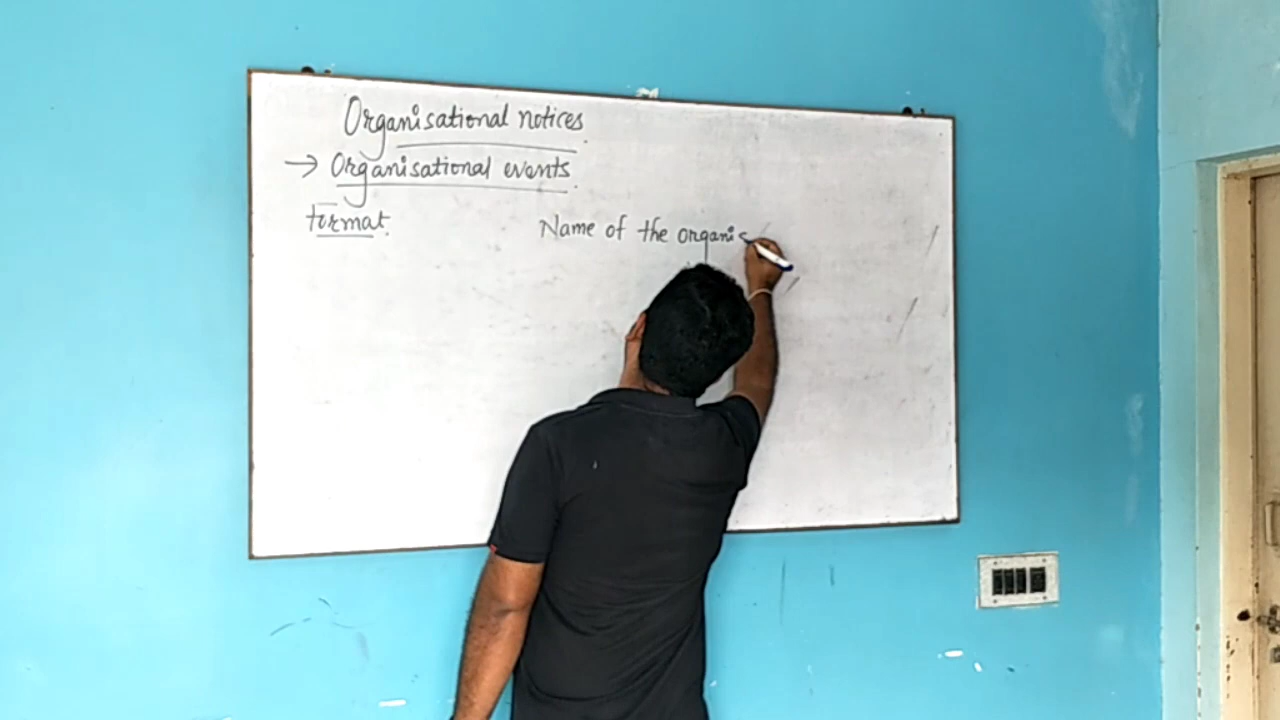 Organisational notices
→ Organisational events
format.
Name of the organis